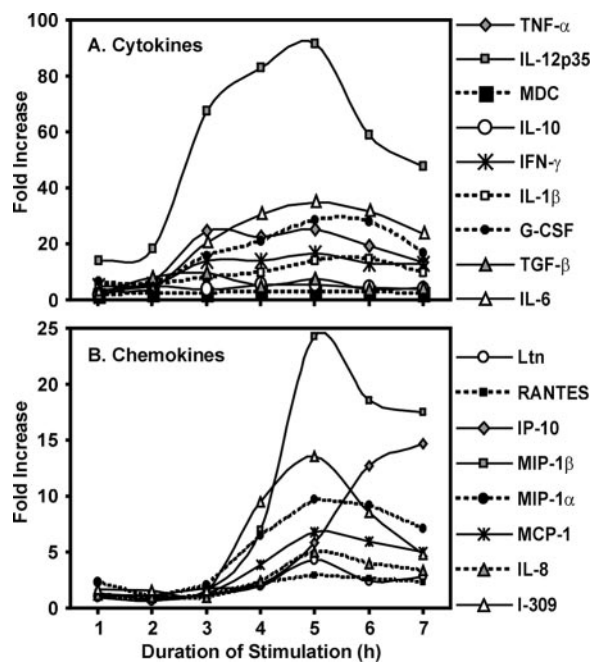 A. Cytokines
Fold Increase
100
80
60
40
20
0
TNF-α
IL-12p35
MDC
IL-10
IFN-γ
IL-1β
G-CSF
TGF-β
IL-6
B. Chemokines
Fold Increase
25
20
15
10
5
0
1 2 3 4 5 6 7
Duration of Stimulation (h)
Ltn
RANTES
IP-10
MIP-1β
MIP-1α
MCP-1
IL-8
I-309